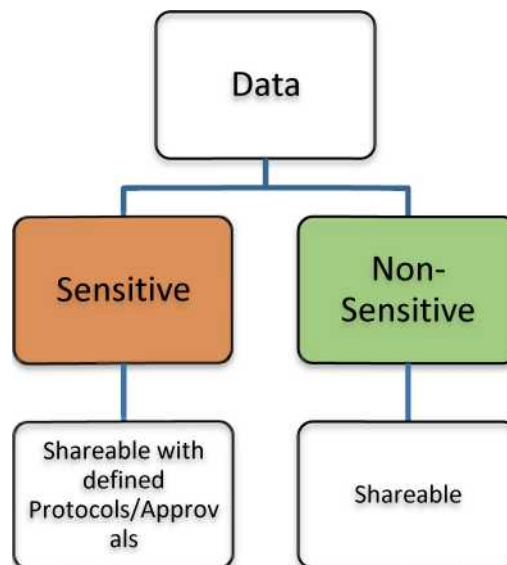 Data
Sensitive
Non-
Sensitive
Shareable with
defined
Protocols/Approv
als
Shareable